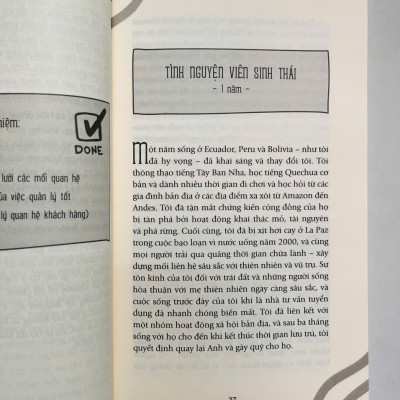 niệm:
DONE
lưới các mối quan hệ
của việc quản lý tốt
lý quan hệ khách hàng)
TÌNH NGUYỆN VIÊN SINH THÁI
- 1 năm -
Một năm sống ở Ecuador, Peru và Bolivia – như tôi
đã hy vọng – đã khai sáng và thay đổi tôi. Tôi
thông thạo tiếng Tây Ban Nha, học tiếng Quechua cơ
bản và dành nhiều thời gian đi chơi và học hỏi từ các
gia đình bản địa ở các địa điểm xa xôi từ Amazon đến
Andes. Tôi đã tận mắt chứng kiến cộng đồng của họ
bị tàn phá bởi hoạt động khai thác mỏ, tài nguyên
và phá rừng. Cuối cùng, tôi đã bị xịt hơi cay ở La Paz
trong cuộc bạo loạn vì nước uống năm 2000, và cùng
mọi người trải qua quãng thời gian chữa lành – xây
dựng mối liên hệ sâu sắc với thiên nhiên và vũ trụ. Sự
tôn kính của tôi đối với trái đất và những người sống
hòa thuận với mẹ thiên nhiên ngày càng sâu sắc, và
cuộc sống trước đây của tôi khi là nhà tư vấn tuyển
dụng đã nhanh chóng biến mất. Tôi đã liên kết với
một nhóm hoạt động xã hội bản địa, và sau ba tháng
sống với họ cho đến khi kết thúc thời gian lưu trú, tôi
quyết định quay lại Anh và gây quỹ cho họ.
37